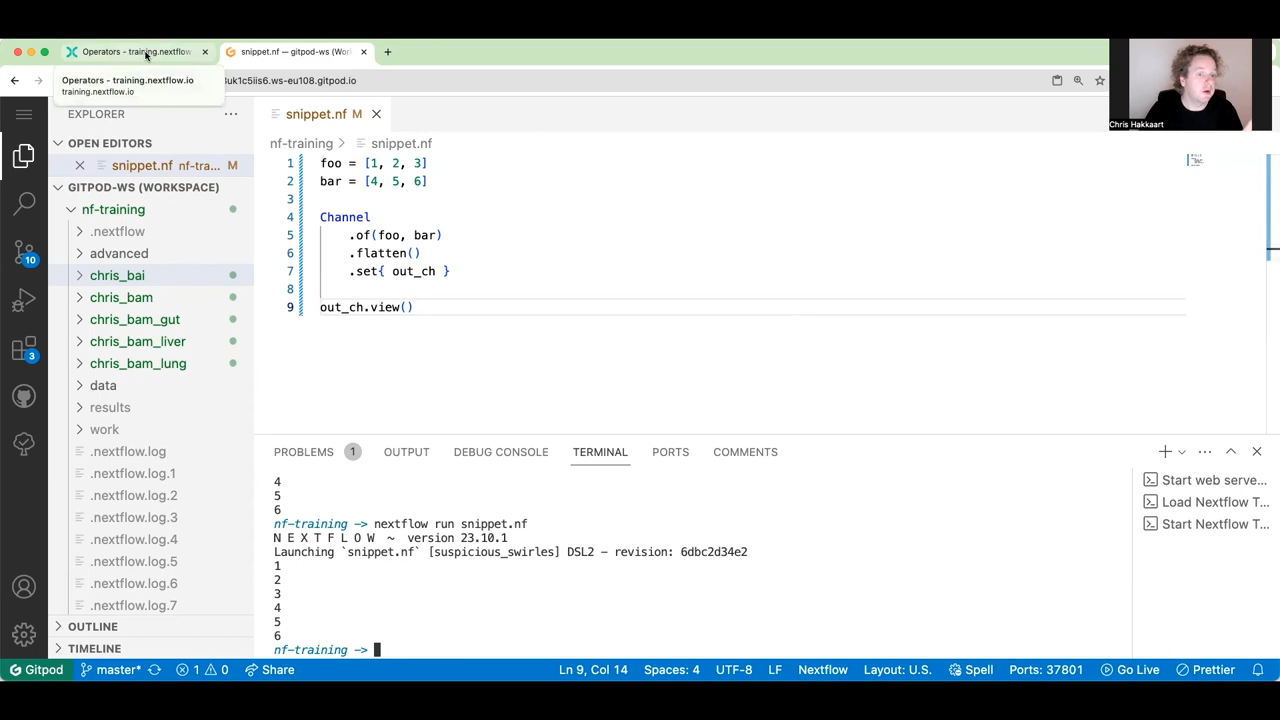 Operators - training.nextflow
snippet.nf — gitpod-ws (Wor
Operators - training.nextflow.io
training.nextflow.io
uk1c5iis6.ws-eu108.gitpod.io
Chris Hakkaart
EXPLORER
snippet.nf M
OPEN EDITORS
nf-training > snippet.nf
snippet.nf nf-tra... M
GITPOD-WS (WORKSPACE)
nf-training
.nextflow
advanced
chris_bai
chris_bam
chris_bam_gut
chris_bam_liver
chris_bam_lung
data
results
work
.nextflow.log
.nextflow.log.1
.nextflow.log.2
.nextflow.log.3
.nextflow.log.4
.nextflow.log.5
.nextflow.log.6
.nextflow.log.7
OUTLINE
TIMELINE
10
3
1 foo = [1, 2, 3]
2 bar = [4, 5, 6]
3
4 Channel
5 .of(foo, bar)
6 .flatten()
7 .set{ out_ch }
8
9 out_ch.view()
PROBLEMS 1 OUTPUT DEBUG CONSOLE TERMINAL PORTS COMMENTS
4
5
6
nf-training -> nextflow run snippet.nf
N E X T F L O W ~ version 23.10.1
Launching `snippet.nf` [suspicious_swirles] DSL2 - revision: 6dbc2d34e2
1
2
3
4
5
6
nf-training ->
Start web serve...
Load Nextflow T...
Start Nextflow T...
Gitpod master* 1 0 Share Ln 9, Col 14 Spaces: 4 UTF-8 LF Nextflow Layout: U.S. Spell Ports: 37801 Go Live Prettier